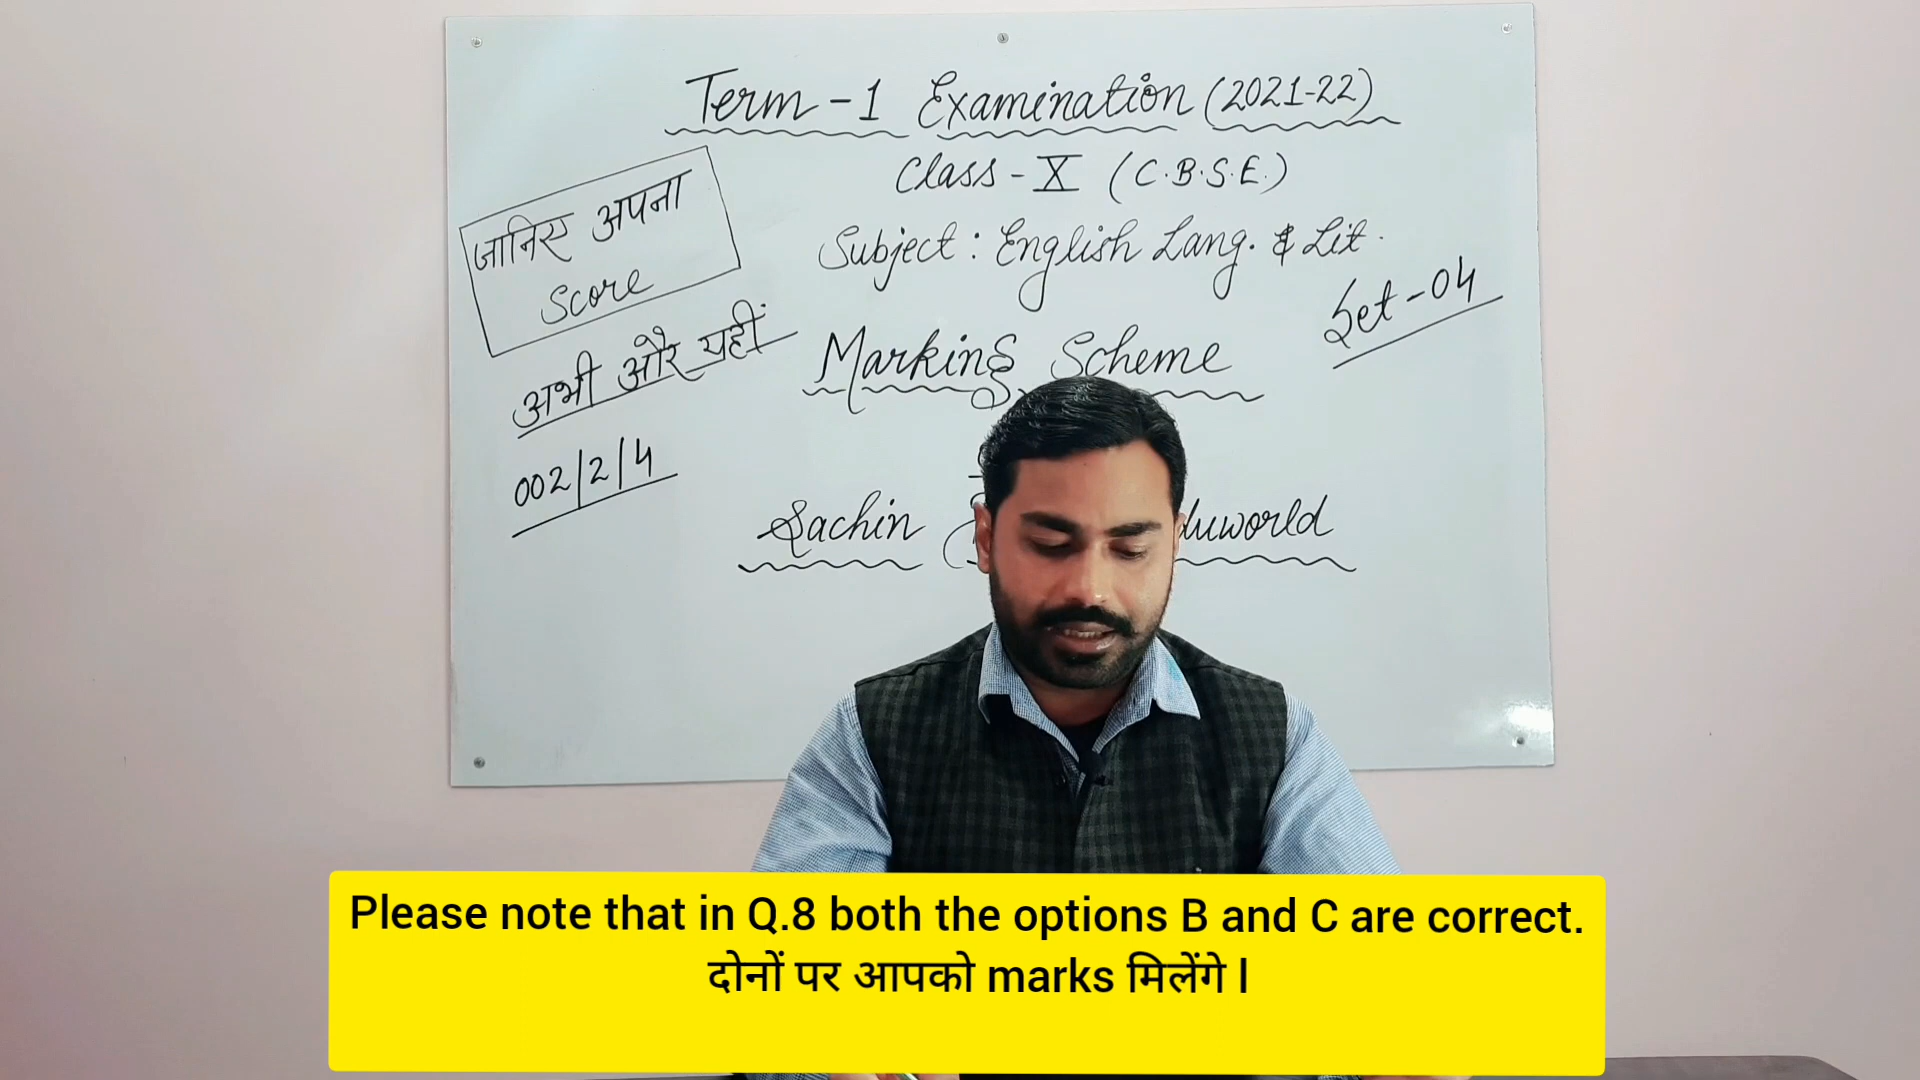 Term-1 Examination (2021-22)
Class-X (C.B.S.E.)
Subject: English Lang. & Lit.
Set-04
जानिए अपना
Score
अभी और यहीं
002/2/4
Marking Scheme
Sachin duworld
Please note that in Q.8 both the options B and C are correct.
दोनों पर आपको marks मिलेंगे l